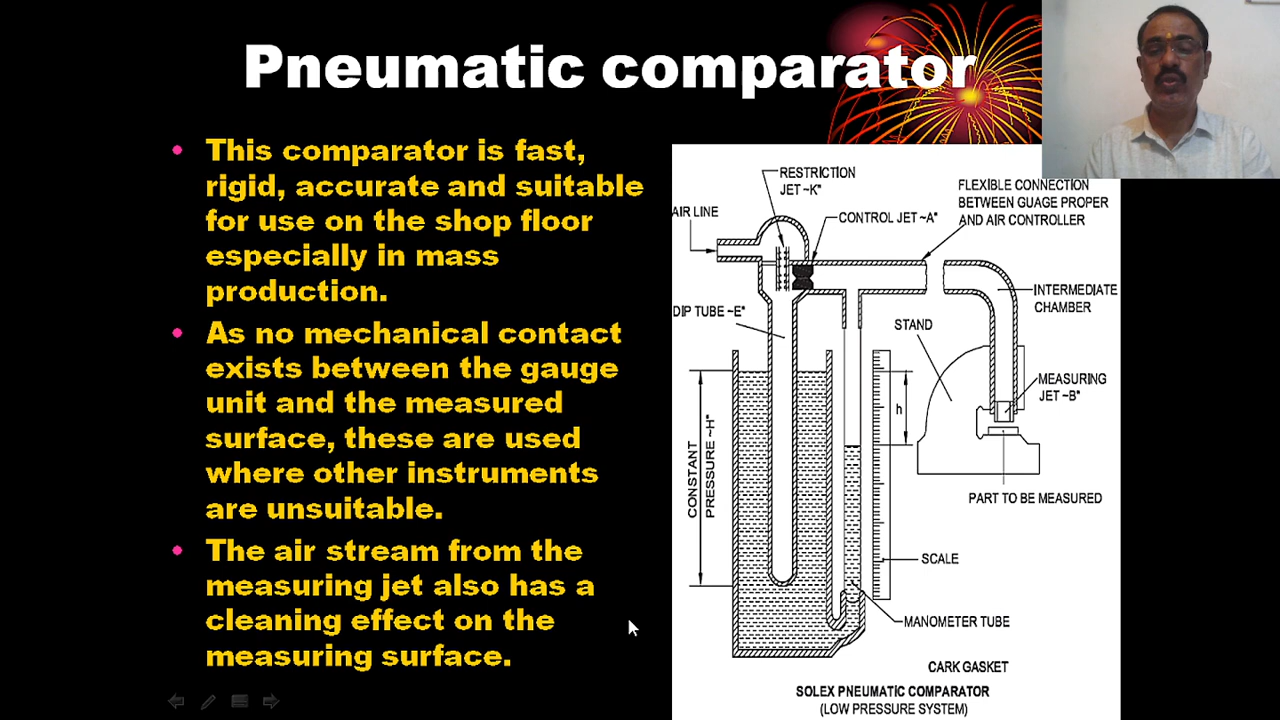 Pneumatic comparator
• This comparator is fast,
rigid, accurate and suitable
for use on the shop floor
especially in mass
production.
• As no mechanical contact
exists between the gauge
unit and the measured
surface, these are used
where other instruments
are unsuitable.
• The air stream from the
measuring jet also has a
cleaning effect on the
measuring surface.
RESTRICTION
JET ~K"
AIR LINE
CONTROL JET ~A"
FLEXIBLE CONNECTION
BETWEEN GUAGE PROPER
AND AIR CONTROLLER
INTERMEDIATE
CHAMBER
DIP TUBE ~E"
STAND
MEASURING
JET ~B"
h
CONSTANT
PRESSURE ~H"
PART TO BE MEASURED
SCALE
MANOMETER TUBE
CARK GASKET
SOLEX PNEUMATIC COMPARATOR
(LOW PRESSURE SYSTEM)